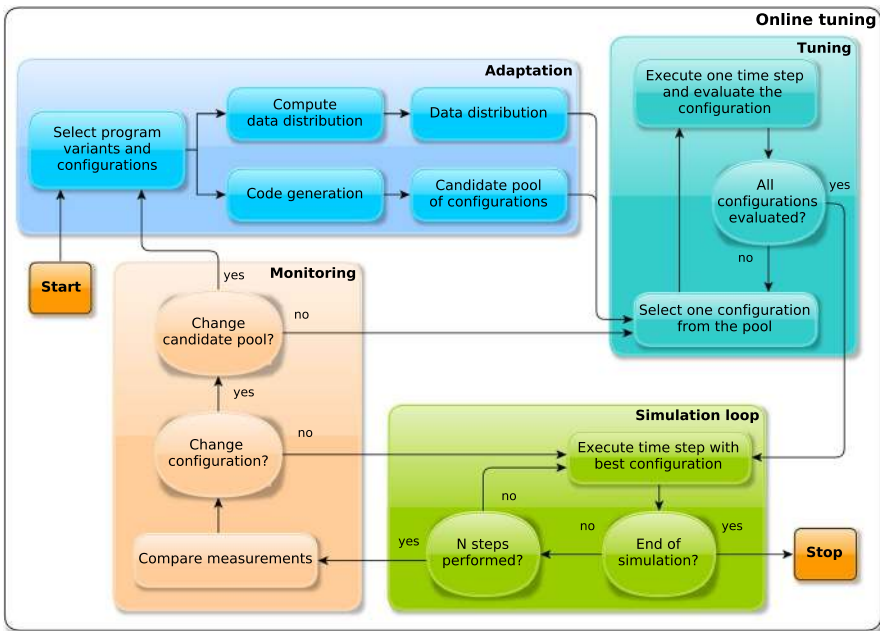 Online tuning
Tuning
Adaptation
Execute one time step
and evaluate the
configuration
Compute
data distribution
Data distribution
Select program
variants and
configurations
All
configurations
evaluated?
yes
Code generation
Candidate pool
of configurations
no
Start
Monitoring
yes
Change
candidate pool?
no
Select one configuration
from the pool
yes
Simulation loop
Change
configuration?
no
Execute time step with
best configuration
no
Compare measurements
yes
N steps
performed?
no
End of
simulation?
yes
Stop